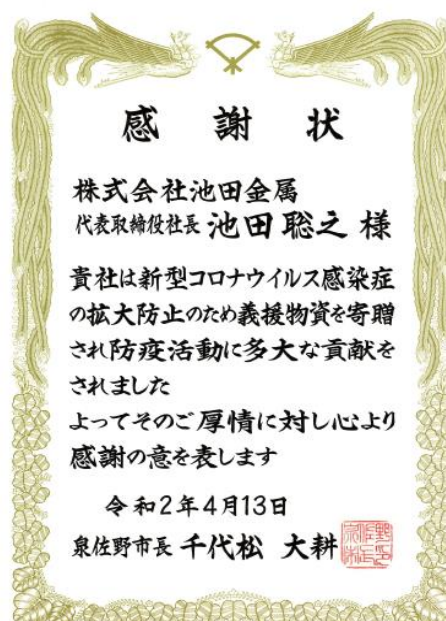 感謝状
株式会社池田金属
代表取締役社長 池田聡之 様
貴社は新型コロナウイルス感染症
の拡大防止のため義援物資を寄贈
され防疫活動に多大な貢献を
されました
よってそのご厚情に対し心より
感謝の意を表します
令和2年4月13日
泉佐野市長 千代松 大耕